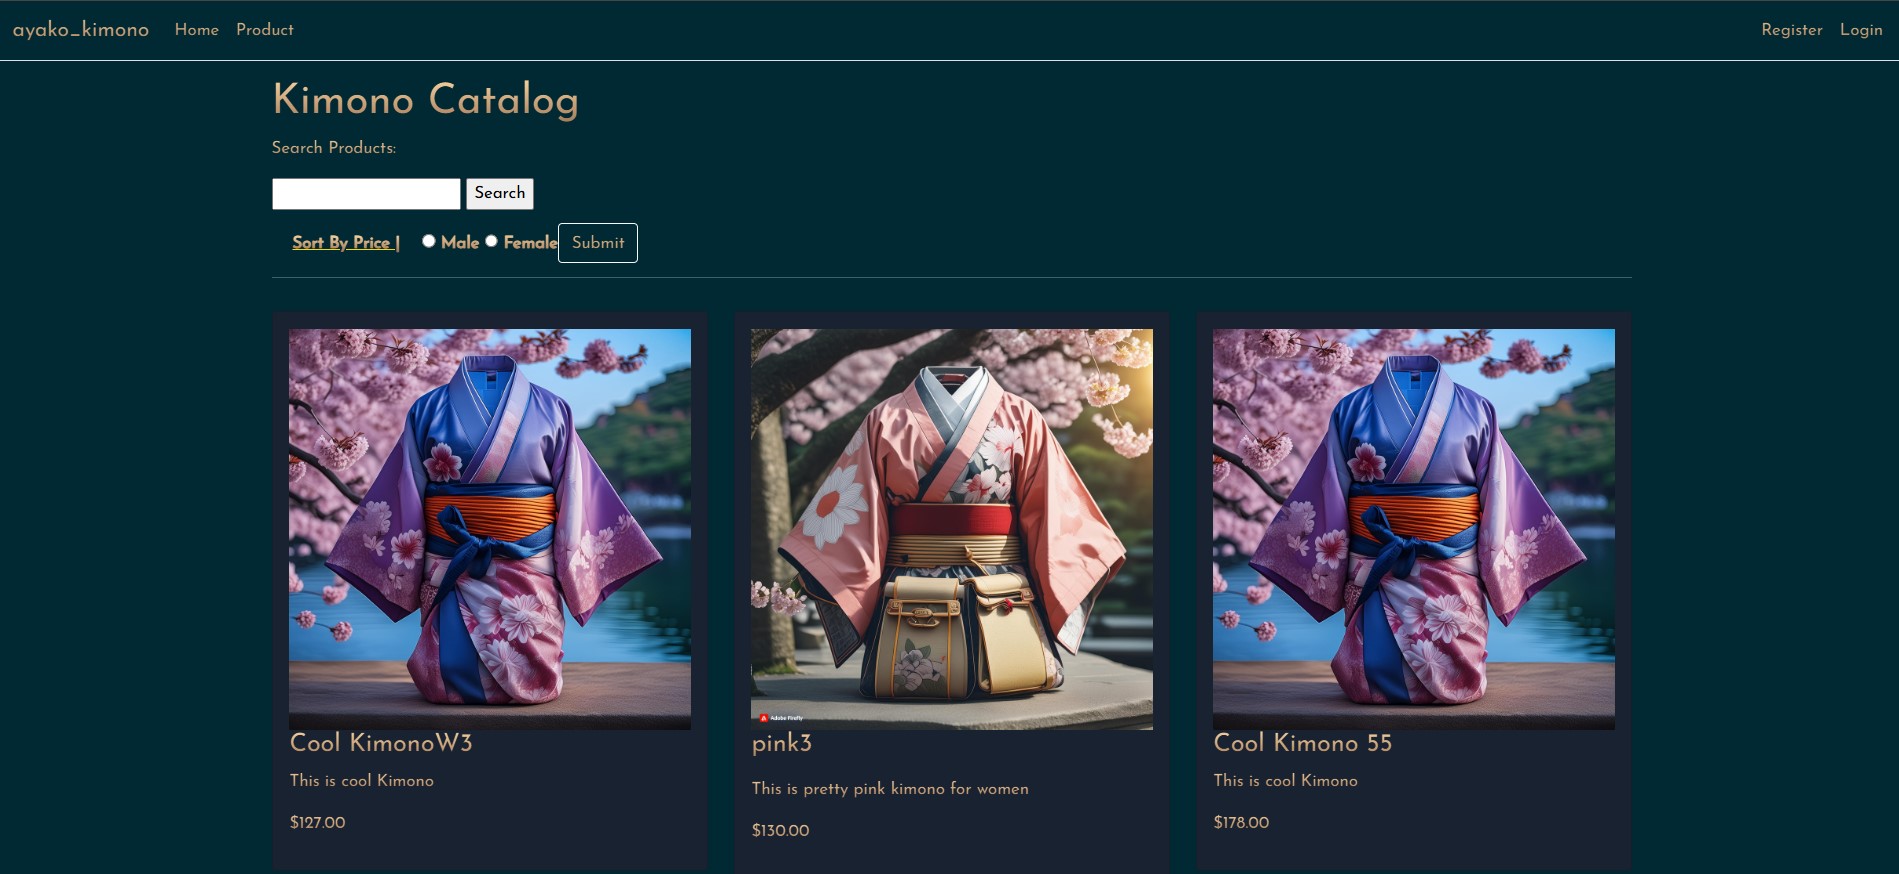 ayako_kimono Home Product Register Login
Kimono Catalog
Search Products:
Search
Sort By Price | Male Female Submit
Adobe Firefly
Cool KimonoW3
This is cool Kimono
$127.00
pink3
This is pretty pink kimono for women
$130.00
Cool Kimono 55
This is cool Kimono
$178.00